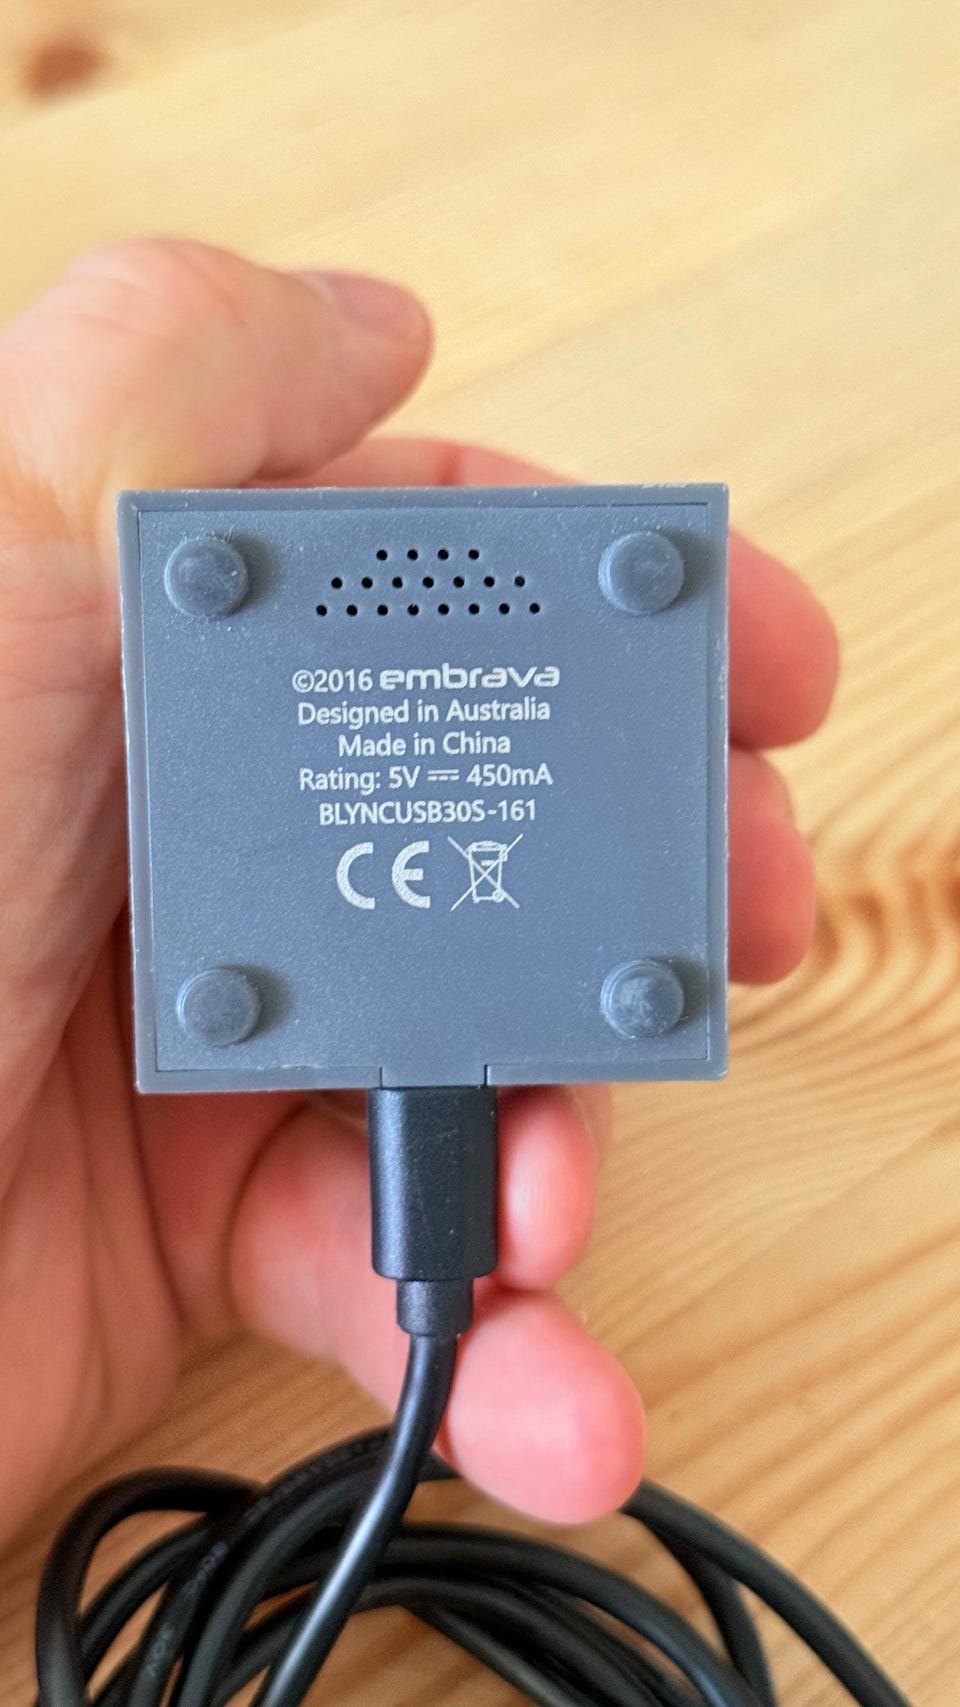 ©2016 embrava
Designed in Australia
Made in China
Rating: 5V ⎓ 450mA
BLYNCUSB30S-161
CE